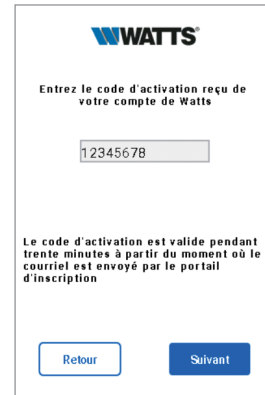 WATTS®
Entrez le code d'activation reçu de
votre compte de Watts
12345678
Le code d'activation est valide pendant
trente minutes à partir du moment où le
courriel est envoyé par le portail
d'inscription
Retour
Suivant